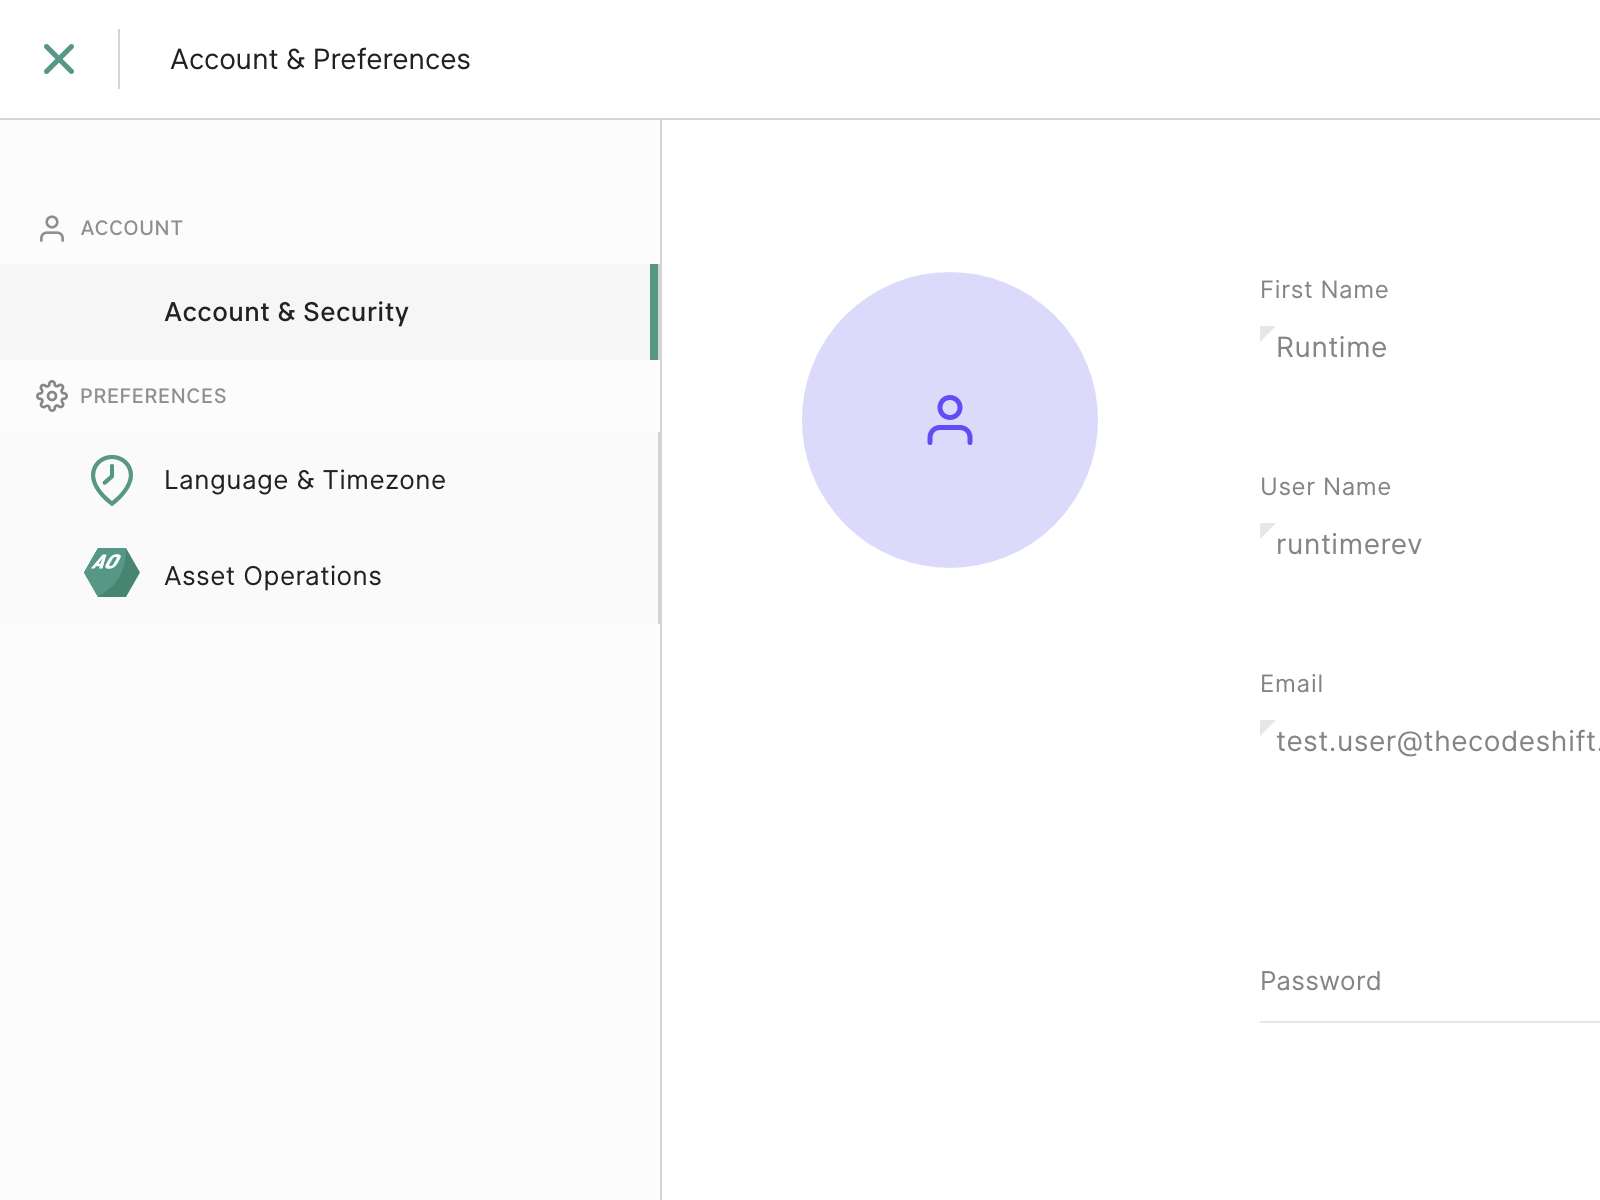 Account & Preferences
ACCOUNT
Account & Security
PREFERENCES
Language & Timezone
AO
Asset Operations
First Name
Runtime
User Name
runtimerev
Email
test.user@thecodeshift.
Password